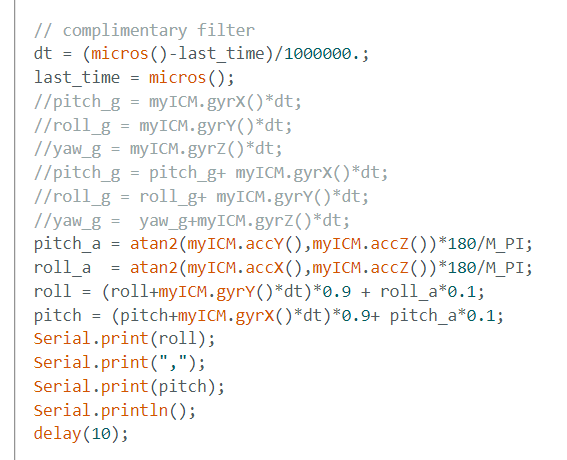 // complimentary filter
dt = (micros()-last_time)/1000000.;
last_time = micros();
//pitch_g = myICM.gyrX()*dt;
//roll_g = myICM.gyrY()*dt;
//yaw_g = myICM.gyrZ()*dt;
//pitch_g = pitch_g+ myICM.gyrX()*dt;
//roll_g = roll_g+ myICM.gyrY()*dt;
//yaw_g =  yaw_g+myICM.gyrZ()*dt;
pitch_a = atan2(myICM.accY(),myICM.accZ())*180/M_PI;
roll_a  = atan2(myICM.accX(),myICM.accZ())*180/M_PI;
roll = (roll+myICM.gyrY()*dt)*0.9 + roll_a*0.1;
pitch = (pitch+myICM.gyrX()*dt)*0.9+ pitch_a*0.1;
Serial.print(roll);
Serial.print(",");
Serial.print(pitch);
Serial.println();
delay(10);